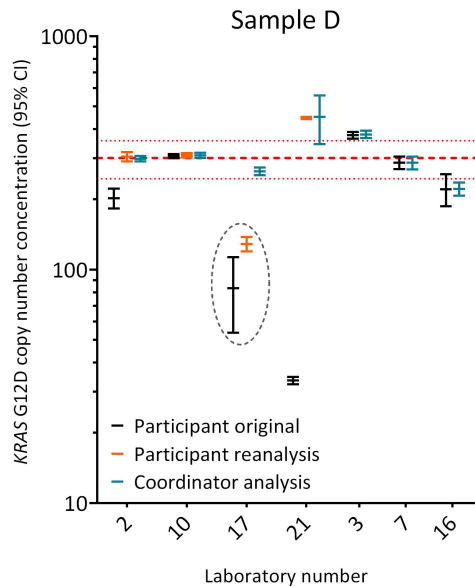 Sample D
KRAS G12D copy number concentration (95% CI)
1000
100
10
Participant original
Participant reanalysis
Coordinator analysis
2 10 17 21 3 7 16
Laboratory number